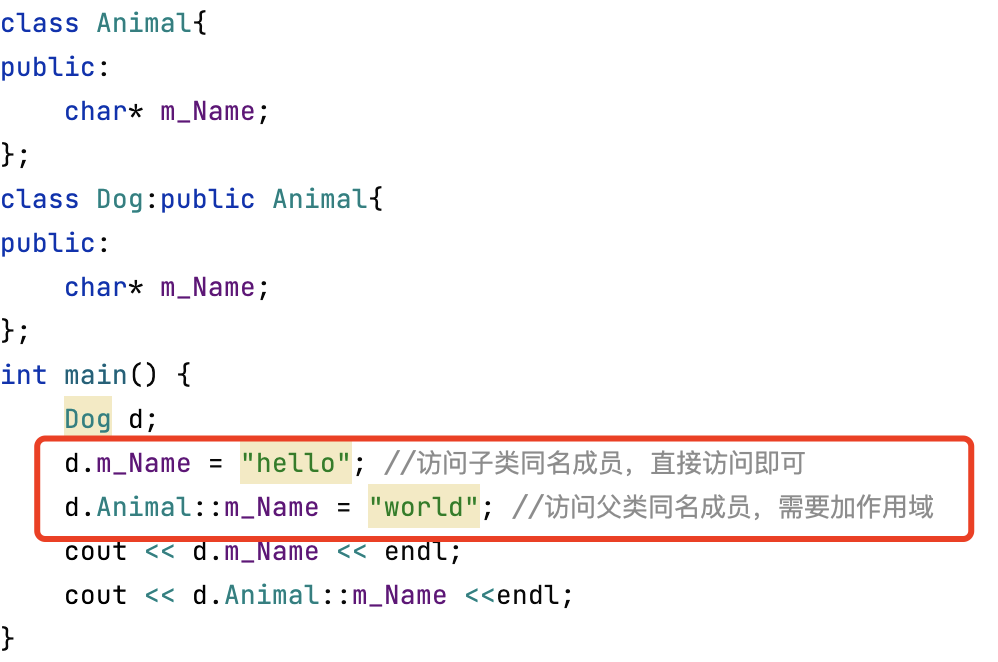 class Animal{
public:
    char* m_Name;
};
class Dog:public Animal{
public:
    char* m_Name;
};
int main() {
    Dog d;
    d.m_Name = "hello"; //访问子类同名成员，直接访问即可
    d.Animal::m_Name = "world"; //访问父类同名成员，需要加作用域
    cout << d.m_Name << endl;
    cout << d.Animal::m_Name <<endl;
}